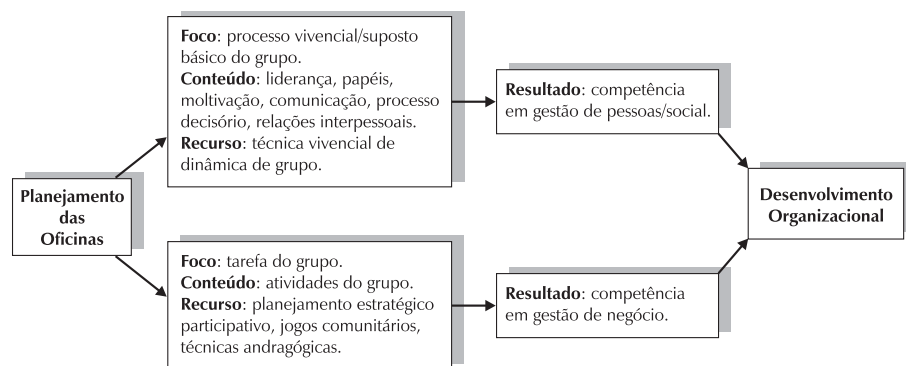 Planejamento
das
Oficinas
Foco: processo vivencial/suposto
básico do grupo.
Conteúdo: liderança, papéis,
moltivação, comunicação, processo
decisório, relações interpessoais.
Recurso: técnica vivencial de
dinâmica de grupo.
Resultado: competência
em gestão de pessoas/social.
Foco: tarefa do grupo.
Conteúdo: atividades do grupo.
Recurso: planejamento estratégico
participativo, jogos comunitários,
técnicas andragógicas.
Resultado: competência
em gestão de negócio.
Desenvolvimento
Organizacional